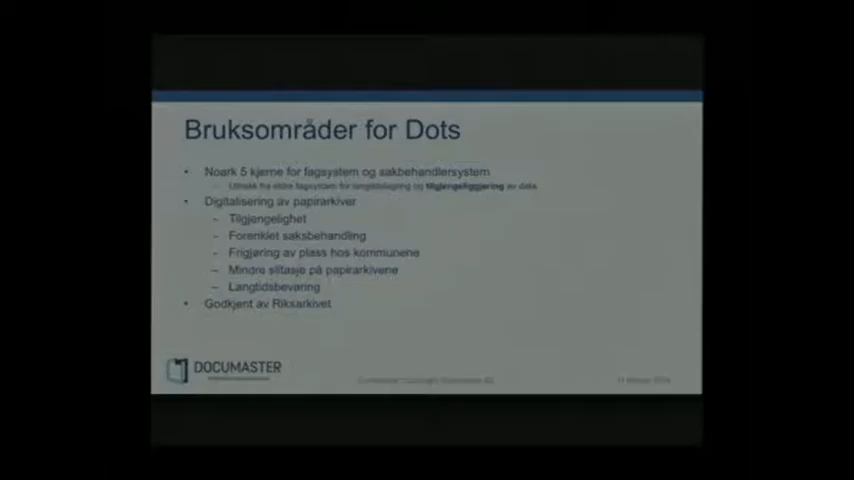 Bruksområder for Dots
• Noark 5 kjerne for fagsystem og sakbehandlersystem
– Uttrekk fra eldre fagsystem for langtidslagring og tilgjengeliggjøring av data
• Digitalisering av papirarkiver
– Tilgjengelighet
– Forenklet saksbehandling
– Frigjøring av plass hos kommunene
– Mindre slitasje på papirarkivene
– Langtidsbevaring
• Godkjent av Riksarkivet
DOCUMASTER